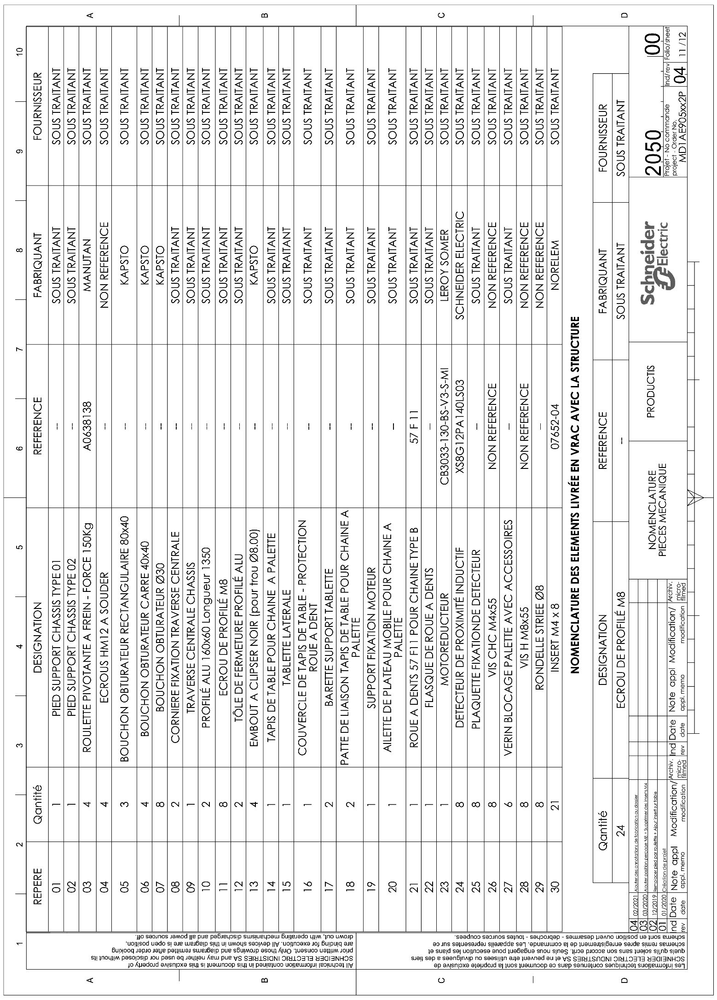 1 2 3 4 5 6 7 8 9 10
A
B
C
D
REPERE Qantité DESIGNATION REFERENCE FABRIQUANT FOURNISSEUR
01 1 PIED SUPPORT CHASSIS TYPE 01 -- SOUS TRAITANT SOUS TRAITANT
02 1 PIED SUPPORT CHASSIS TYPE 02 -- SOUS TRAITANT SOUS TRAITANT
03 4 ROULETTE PIVOTANTE A FREIN - FORCE 150Kg A0638138 MANUTAN SOUS TRAITANT
04 4 ECROUS HM12 A SOUDER -- NON REFERENCE SOUS TRAITANT
05 3 BOUCHON OBTURATEUR RECTANGULAIRE 80x40 -- KAPSTO SOUS TRAITANT
06 4 BOUCHON OBTURATEUR CARRE 40x40 -- KAPSTO SOUS TRAITANT
07 8 BOUCHON OBTURATEUR Ø30 -- KAPSTO SOUS TRAITANT
08 2 CORNIERE FIXATION TRAVERSE CENTRALE -- SOUS TRAITANT SOUS TRAITANT
09 1 TRAVERSE CENTRALE CHASSIS -- SOUS TRAITANT SOUS TRAITANT
10 2 PROFILÉ ALU 160x60 Longueur 1350 -- SOUS TRAITANT SOUS TRAITANT
11 8 ECROU DE PROFILÉ M8 -- SOUS TRAITANT SOUS TRAITANT
12 2 TÔLE DE FERMETURE PROFILÉ ALU -- SOUS TRAITANT SOUS TRAITANT
13 4 EMBOUT A CLIPSER NOIR (pour trou Ø8.00) -- KAPSTO SOUS TRAITANT
14 1 TAPIS DE TABLE POUR CHAINE A PALETTE -- SOUS TRAITANT SOUS TRAITANT
15 1 TABLETTE LATERALE -- SOUS TRAITANT SOUS TRAITANT
16 1 COUVERCLE DE TAPIS DE TABLE - PROTECTION -- SOUS TRAITANT SOUS TRAITANT
ROUE A DENT
17 2 BARETTE SUPPORT TABLETTE -- SOUS TRAITANT SOUS TRAITANT
18 2 PATTE DE LIAISON TAPIS DE TABLE POUR CHAINE A -- SOUS TRAITANT SOUS TRAITANT
PALETTE
19 1 SUPPORT FIXATION MOTEUR -- SOUS TRAITANT SOUS TRAITANT
20 1 AILETTE DE PLATEAU MOBILE POUR CHAINE A — SOUS TRAITANT SOUS TRAITANT
PALETTE
21 1 ROUE A DENTS 57 F11 POUR CHAINE TYPE B 57 F 11 SOUS TRAITANT SOUS TRAITANT
22 1 FLASQUE DE ROUE A DENTS — SOUS TRAITANT SOUS TRAITANT
23 1 MOTOREDUCTEUR CB3033-130-BS-V3-S-MI LEROY SOMER SOUS TRAITANT
24 8 DETECTEUR DE PROXIMITÉ INDUCTIF XS8G12PA140LS03 SCHNEIDER ELECTRIC SOUS TRAITANT
25 8 PLAQUETTE FIXATIONDE DETECTEUR — SOUS TRAITANT SOUS TRAITANT
26 8 VIS CHC M4x55 NON REFERENCE NON REFERENCE SOUS TRAITANT
27 6 VERIN BLOCAGE PALETTE AVEC ACCESSOIRES — SOUS TRAITANT SOUS TRAITANT
28 8 VIS H M8x55 NON REFERENCE NON REFERENCE SOUS TRAITANT
29 8 RONDELLE STRIEE Ø8 — NON REFERENCE SOUS TRAITANT
30 21 INSERT M4 x 8 07652-04 NORELEM SOUS TRAITANT
NOMENCLATURE DES ELEMENTS LIVRÉE EN VRAC AVEC LA STRUCTURE
Qantité DESIGNATION REFERENCE FABRIQUANT FOURNISSEUR
24 ECROU DE PROFILÉ M8 -- SOUS TRAITANT SOUS TRAITANT
All technical information contained in this document is this exclusive property of
SCHNEIDER ELECTRIC INDISTRIES SA and may neither be used nor disclosed without its
prior written consent. Only those drawings and diagrams remitted after order booking
are binding for execution. All devices shown in this diagram are is open position,
drown out, with operating mechanisms discharged and all power sources off.
Les informations techniques contenues dans ce document sont la propriete exclusive de
SCHNEIDER ELECTRIC INDUSTRIES SA et ne peuvent etre utilisees ou divulguees a des tiers
quels qu'ils soient sans son accord ecrit. Seuls nous engagent poue execution les plans et
schemas remis apres enregistrement de la commande. Les appareils representes sur ce
schema sont en position ouvert desarmes - debroches - toutes sources coupes.
04 02/2021 Ajouter des annotations de fabrication au dossier
03 03/2020 Ajouter position percage M8 + Supprimer des inserts M4
02 12/2019 Remplacer pied par roulette + Ajout insert sur table
01 01/2020 Création de projet
Ind Date Note appl Modification/ Archiv. Ind Date Note appl Modification/ Archiv.
rev date appl. memo modification micro-filmed rev date appl. memo modification micro-filmed
NOMENCLATURE
PIECES MECANIQUE
PRODUCTIS
Schneider
Electric
2050 00
Projet - No commande Ind/rev Folio/sheet
project - Order No.
MD1AE905xx2P 04 11 /12
A
B
C
D